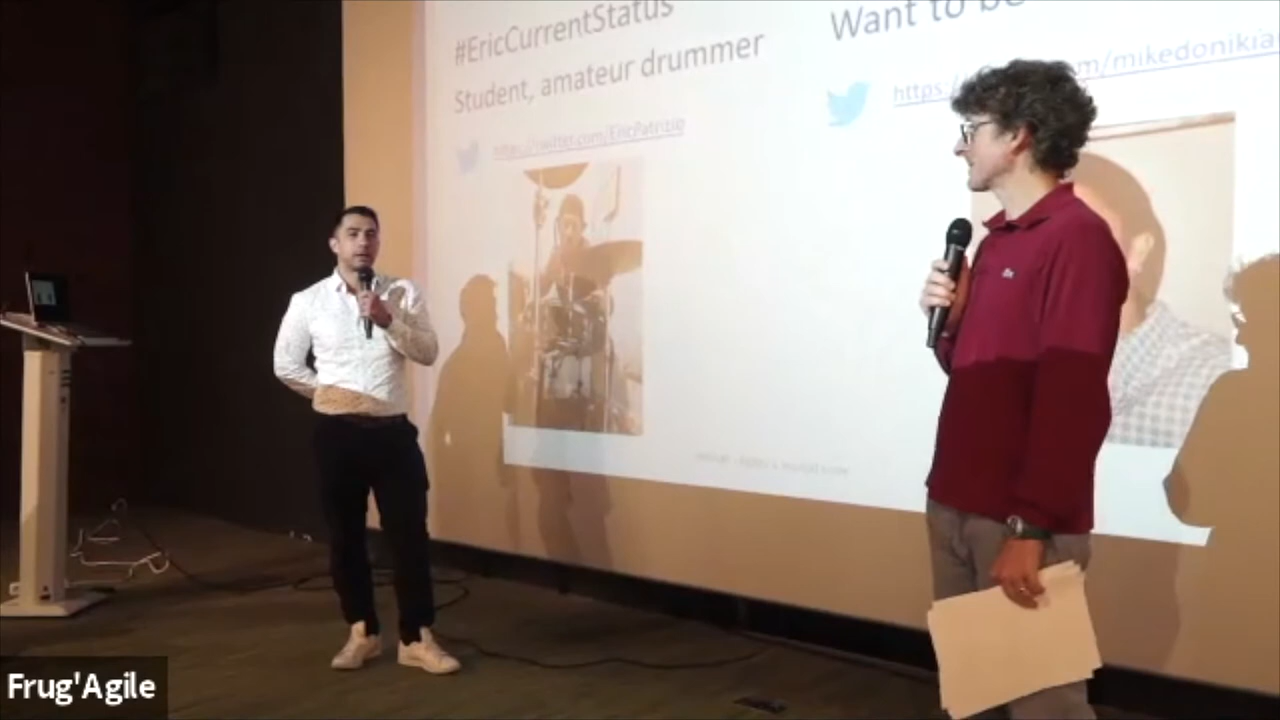 #EricCurrentStatus
Student, amateur drummer
https://twitter.com/EricPatrizio
Want to be
https:
m/mikedonikia
Frug'Agile